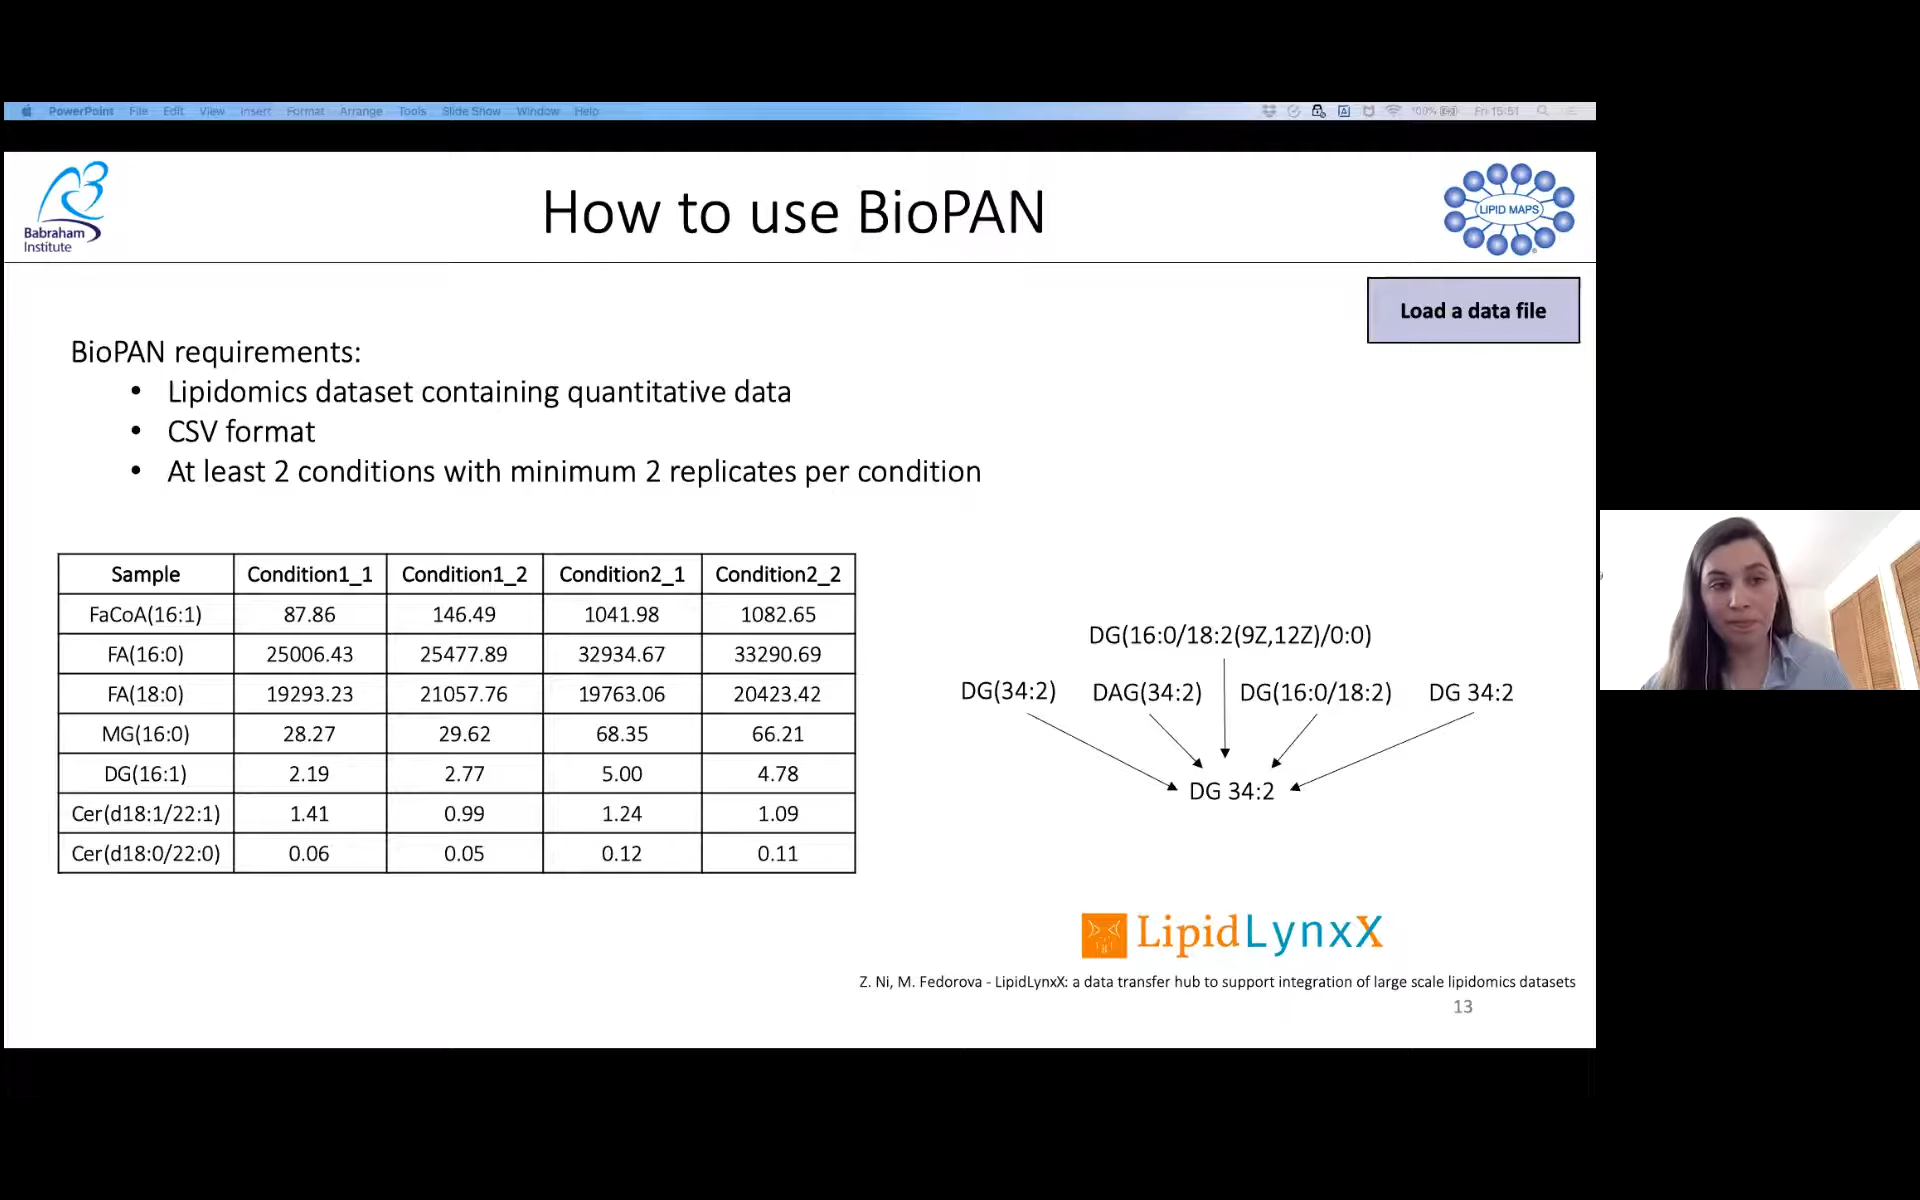 PowerPoint File Edit View Insert Format Arrange Tools Slide Show Window Help 100% Fri 15:51
Babraham
Institute
How to use BioPAN
LIPID MAPS
Load a data file
BioPAN requirements:
• Lipidomics dataset containing quantitative data
• CSV format
• At least 2 conditions with minimum 2 replicates per condition
Sample Condition1_1 Condition1_2 Condition2_1 Condition2_2
FaCoA(16:1) 87.86 146.49 1041.98 1082.65
FA(16:0) 25006.43 25477.89 32934.67 33290.69
FA(18:0) 19293.23 21057.76 19763.06 20423.42
MG(16:0) 28.27 29.62 68.35 66.21
DG(16:1) 2.19 2.77 5.00 4.78
Cer(d18:1/22:1) 1.41 0.99 1.24 1.09
Cer(d18:0/22:0) 0.06 0.05 0.12 0.11
DG(16:0/18:2(9Z,12Z)/0:0)
DG(34:2) DAG(34:2) DG(16:0/18:2) DG 34:2
DG 34:2
LipidLynxX
Z. Ni, M. Fedorova - LipidLynxX: a data transfer hub to support integration of large scale lipidomics datasets
13